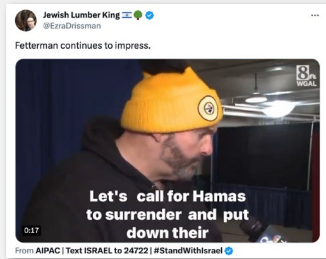 Jewish Lumber King
@EzraDrissman
Fetterman continues to impress.
8
WGAL
Let's call for Hamas
to surrender and put
down their
0:17
From AIPAC | Text ISRAEL to 24722 | #StandWithIsrael